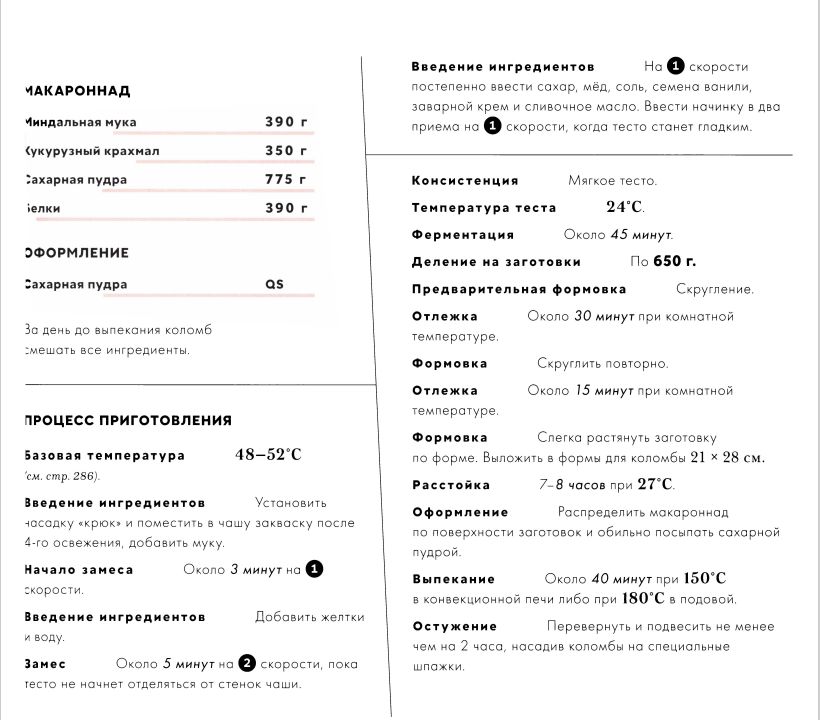 МАКАРОННАД
Миндальная мука 390 г
Кукурузный крахмал 350 г
Сахарная пудра 775 г
Белки 390 г
ОФОРМЛЕНИЕ
Сахарная пудра QS
За день до выпекания коломб
смешать все ингредиенты.
ПРОЦЕСС ПРИГОТОВЛЕНИЯ
Базовая температура 48–52°C
(см. стр. 286).
Введение ингредиентов Установить
насадку «крюк» и поместить в чашу закваску после
4-го освежения, добавить муку.
Начало замеса Около 3 минут на 1
скорости.
Введение ингредиентов Добавить желтки
и воду.
Замес Около 5 минут на 2 скорости, пока
тесто не начнет отделяться от стенок чаши.
Введение ингредиентов На 1 скорости
постепенно ввести сахар, мёд, соль, семена ванили,
заварной крем и сливочное масло. Ввести начинку в два
приема на 1 скорости, когда тесто станет гладким.
Консистенция Мягкое тесто.
Температура теста 24°C.
Ферментация Около 45 минут.
Деление на заготовки По 650 г.
Предварительная формовка Скругление.
Отлежка Около 30 минут при комнатной
температуре.
Формовка Скруглить повторно.
Отлежка Около 15 минут при комнатной
температуре.
Формовка Слегка растянуть заготовку
по форме. Выложить в формы для коломбы 21 × 28 см.
Расстойка 7–8 часов при 27°C.
Оформление Распределить макароннад
по поверхности заготовок и обильно посыпать сахарной
пудрой.
Выпекание Около 40 минут при 150°C
в конвекционной печи либо при 180°C в подовой.
Остужение Перевернуть и подвесить не менее
чем на 2 часа, насадив коломбы на специальные
шпажки.